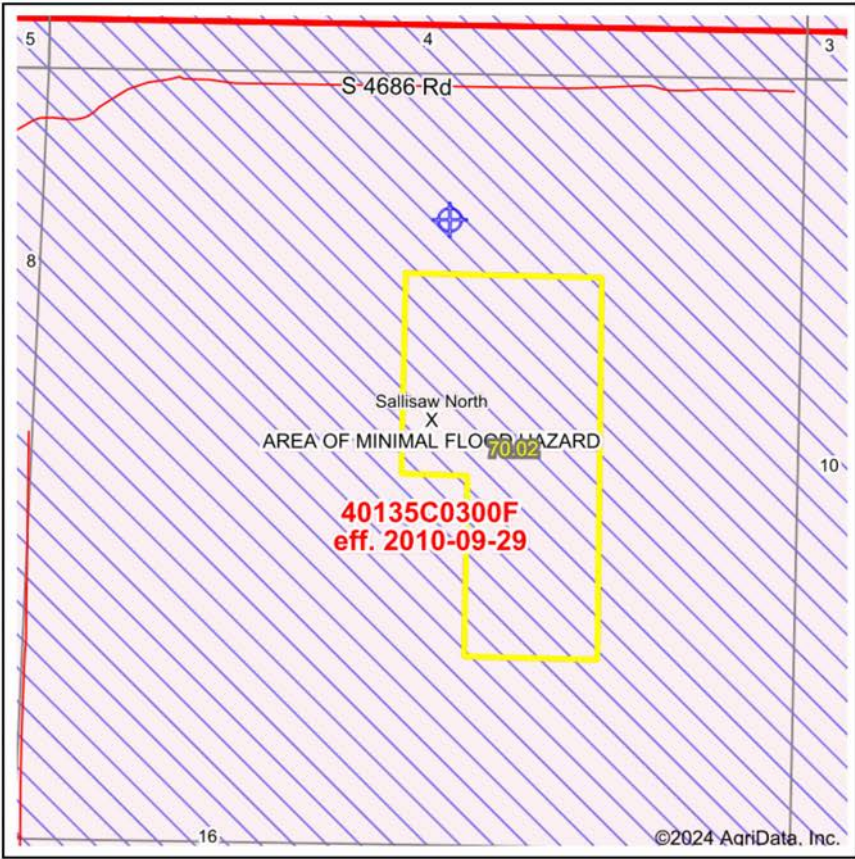 5
4
3
S 4686 Rd
8
Sallisaw North
X
AREA OF MINIMAL FLOOD HAZARD
70.02
10
40135C0300F
eff. 2010-09-29
16
©2024 AgriData, Inc.